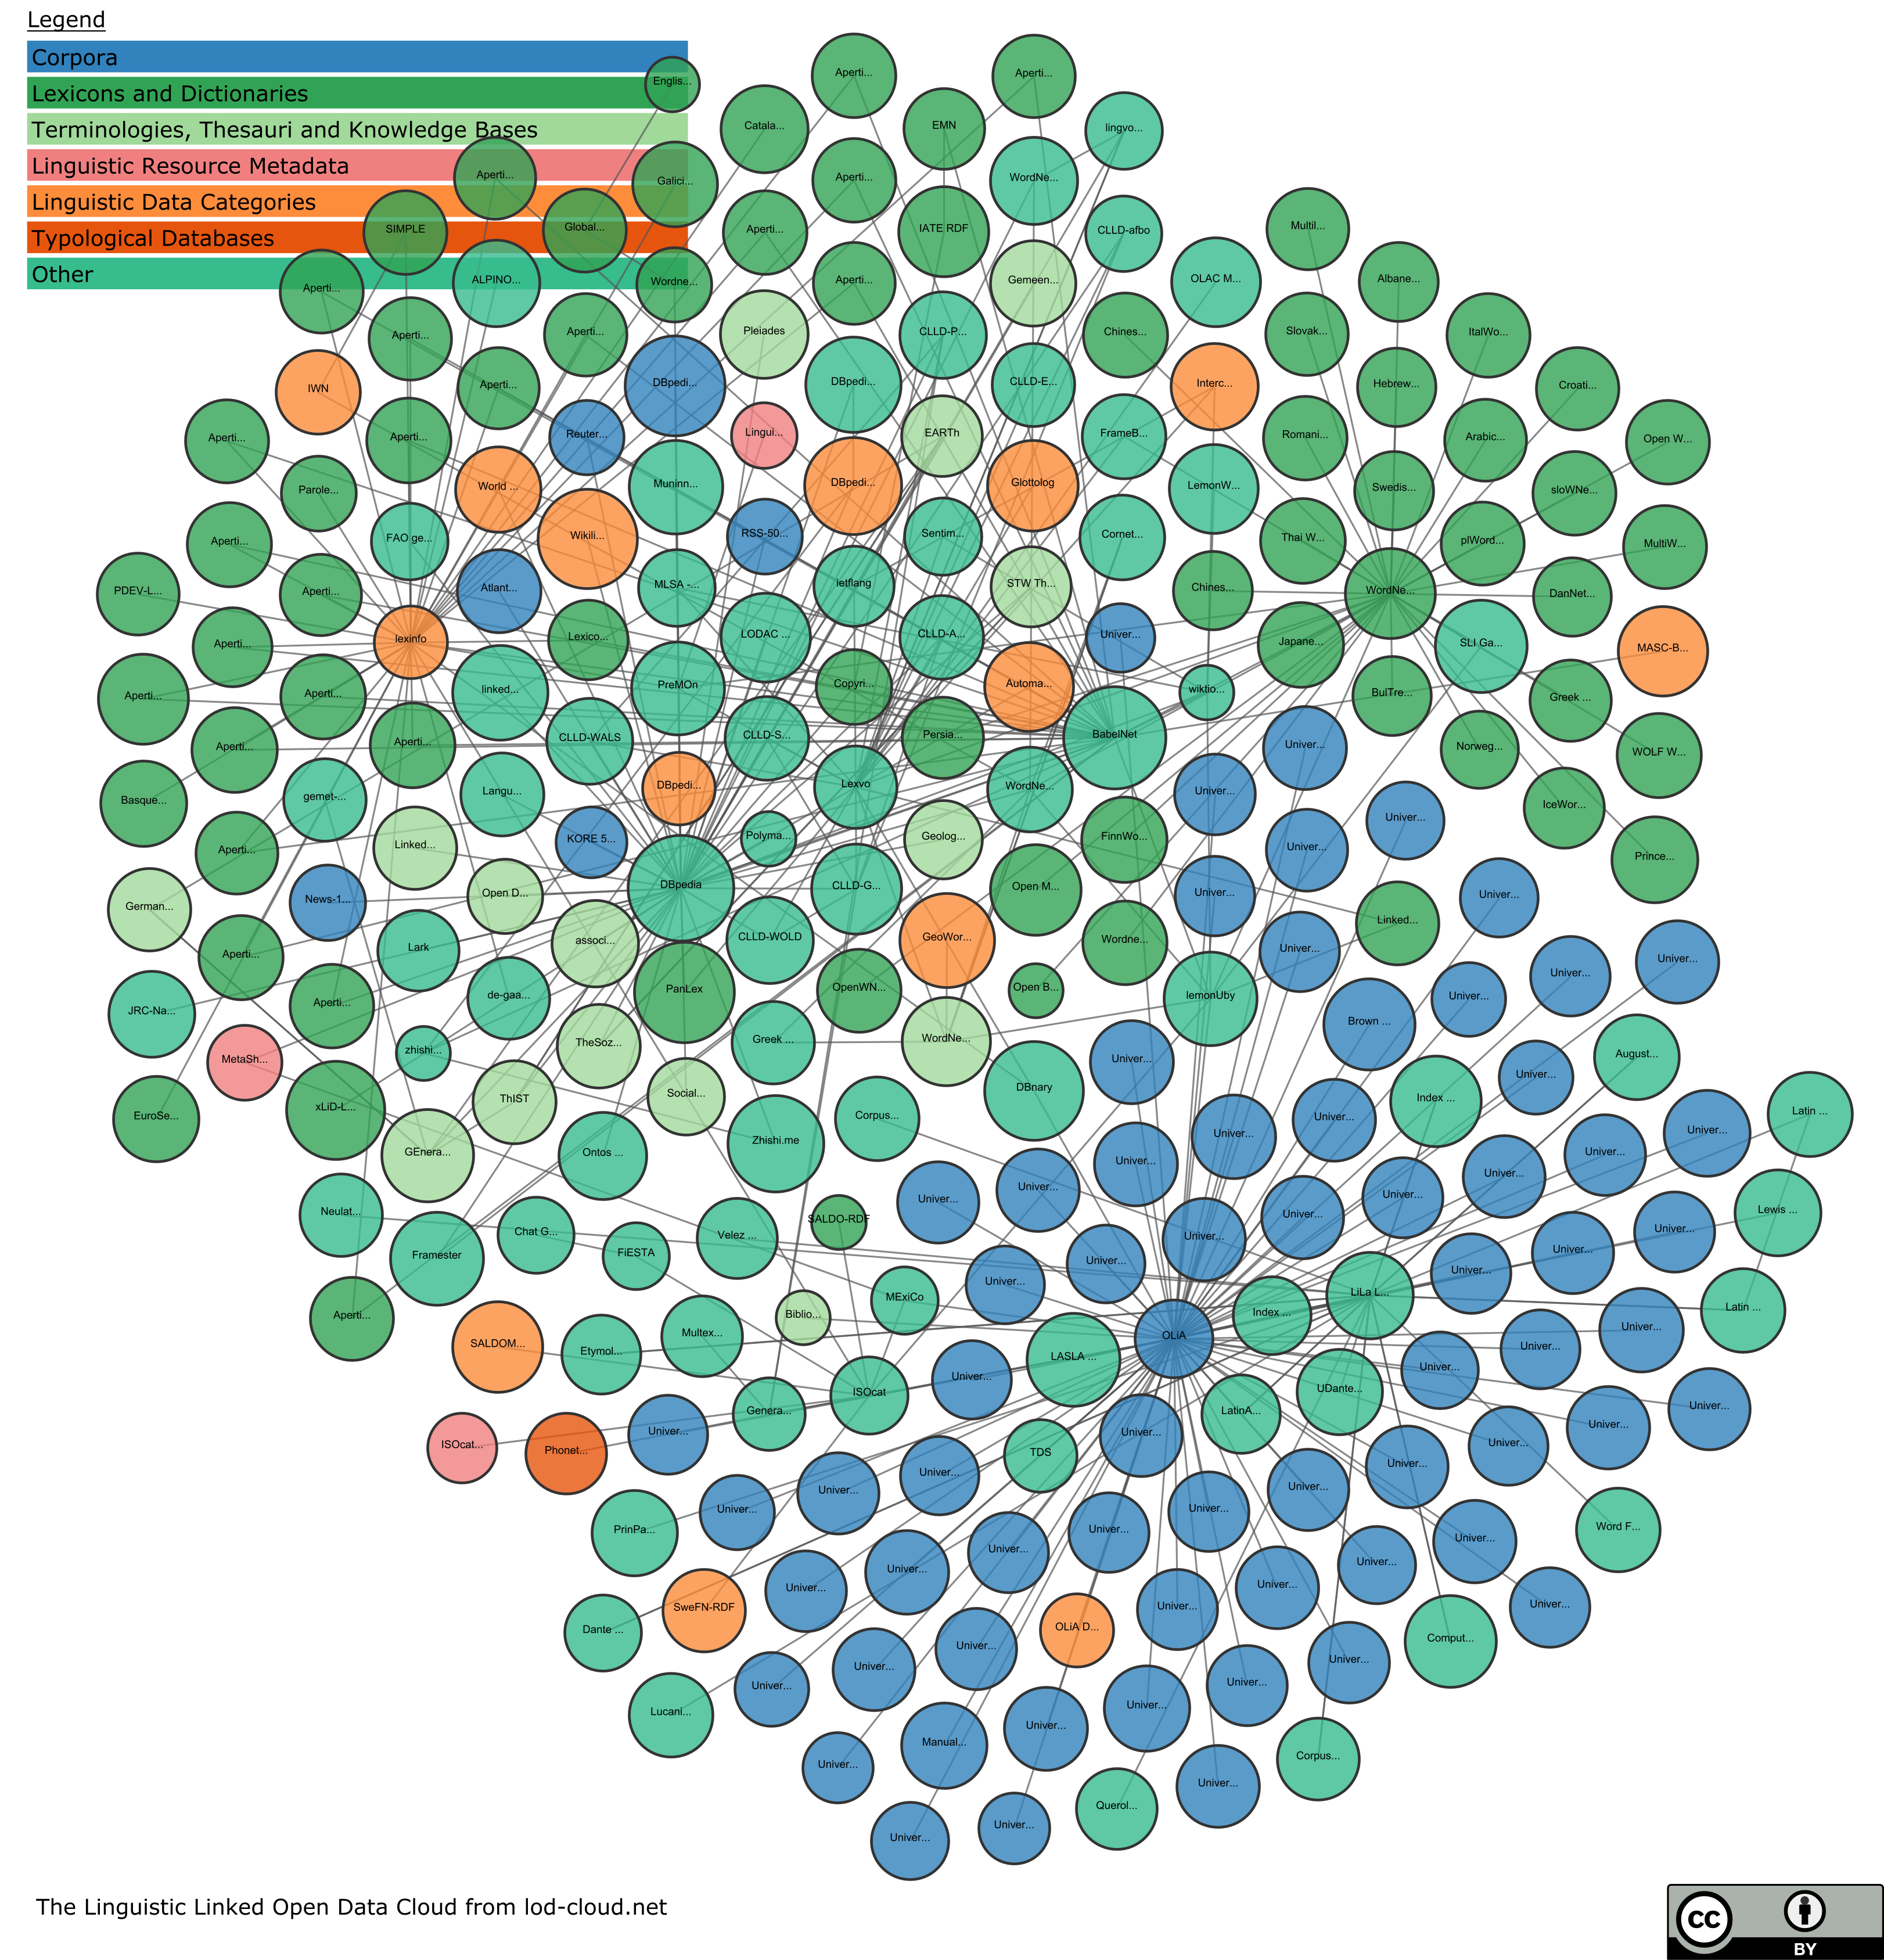 Legend
Corpora
Lexicons and Dictionaries
Terminologies, Thesauri and Knowledge Bases
Linguistic Resource Metadata
Linguistic Data Categories
Typological Databases
Other
Englis...
Aperti...
Aperti...
Catala...
EMN
lingvo...
Aperti...
Galici...
Aperti...
WordNe...
SIMPLE
Global...
Aperti...
IATE RDF
CLLD-afbo
Multil...
Aperti...
ALPINO...
Wordne...
Aperti...
Gemeen...
OLAC M...
Albane...
Aperti...
Aperti...
Pleiades
CLLD-P...
Chines...
Slovak...
ItalWo...
IWN
Aperti...
DBpedi...
DBpedi...
CLLD-E...
Interc...
Hebrew...
Croati...
Aperti...
Aperti...
Reuter...
Lingui...
EARTh
FrameB...
Romani...
Arabic...
Open W...
Parole...
World ...
Muninn...
DBpedi...
Glottolog
LemonW...
Swedis...
sloWNe...
Aperti...
FAO ge...
Wikili...
RSS-50...
Sentim...
Cornet...
Thai W...
plWord...
MultiW...
PDEV-L...
Aperti...
Atlant...
MLSA -...
ietflang
STW Th...
Chines...
WordNe...
DanNet...
Aperti...
lexinfo
Lexico...
LODAC ...
CLLD-A...
Univer...
Japane...
SLI Ga...
MASC-B...
Aperti...
Aperti...
linked...
PreMOn
Copyri...
Automa...
wiktio...
BulTre...
Greek ...
Aperti...
Aperti...
CLLD-WALS
CLLD-S...
Persia...
BabelNet
Univer...
Norweg...
WOLF W...
Basque...
gemet-...
Langu...
DBpedi...
Lexvo
WordNe...
Univer...
IceWor...
Aperti...
Linked...
KORE 5...
Polyma...
Geolog...
FinnWo...
Univer...
Univer...
Prince...
German...
News-1...
Open D...
DBpedia
CLLD-G...
Open M...
Univer...
Linked...
Univer...
Aperti...
Lark
associ...
CLLD-WOLD
GeoWor...
Wordne...
Univer...
Univer...
Univer...
JRC-Na...
Aperti...
de-gaa...
PanLex
OpenWN...
Open B...
lemonUby
Brown ...
Univer...
MetaSh...
zhishi...
TheSoz...
Greek ...
WordNe...
Univer...
Univer...
August...
EuroSe...
xLiD-L...
ThIST
Social...
DBnary
Index ...
Latin ...
GEnera...
Ontos ...
Zhishi.me
Corpus...
Univer...
Univer...
Univer...
Univer...
Univer...
Neulat...
Framester
Chat G...
FiESTA
Velez ...
SALDO-RDF
Univer...
Univer...
Univer...
Univer...
Univer...
Lewis ...
Aperti...
Biblio...
MExiCo
Univer...
Univer...
Univer...
Univer...
Univer...
Univer...
SALDOM...
Etymol...
Multex...
OLiA
Index ...
LiLa L...
Latin ...
Genera...
ISOcat
Univer...
LASLA ...
UDante...
Univer...
Univer...
Univer...
ISOcat...
Phonet...
Univer...
TDS
Univer...
LatinA...
Univer...
Univer...
Univer...
PrinPa...
Univer...
Univer...
Univer...
Univer...
Univer...
Univer...
Word F...
Univer...
Univer...
Univer...
Univer...
Univer...
Univer...
Dante ...
SweFN-RDF
Univer...
OLiA D...
Univer...
Univer...
Comput...
Lucani...
Univer...
Univer...
Univer...
Univer...
Univer...
Univer...
Manual...
Univer...
Corpus...
Univer...
Univer...
Querol...
Univer...
The Linguistic Linked Open Data Cloud from lod-cloud.net
cc
BY